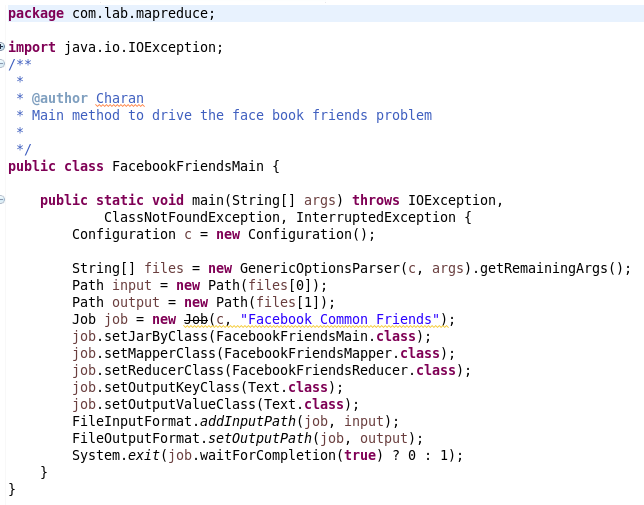 package com.lab.mapreduce;
import java.io.IOException;
/**
 *
 * @author Charan
 * Main method to drive the face book friends problem
 *
 */
public class FacebookFriendsMain {
    public static void main(String[] args) throws IOException,
            ClassNotFoundException, InterruptedException {
        Configuration c = new Configuration();
        String[] files = new GenericOptionsParser(c, args).getRemainingArgs();
        Path input = new Path(files[0]);
        Path output = new Path(files[1]);
        Job job = new Job(c, "Facebook Common Friends");
        job.setJarByClass(FacebookFriendsMain.class);
        job.setMapperClass(FacebookFriendsMapper.class);
        job.setReducerClass(FacebookFriendsReducer.class);
        job.setOutputKeyClass(Text.class);
        job.setOutputValueClass(Text.class);
        FileInputFormat.addInputPath(job, input);
        FileOutputFormat.setOutputPath(job, output);
        System.exit(job.waitForCompletion(true) ? 0 : 1);
    }
}